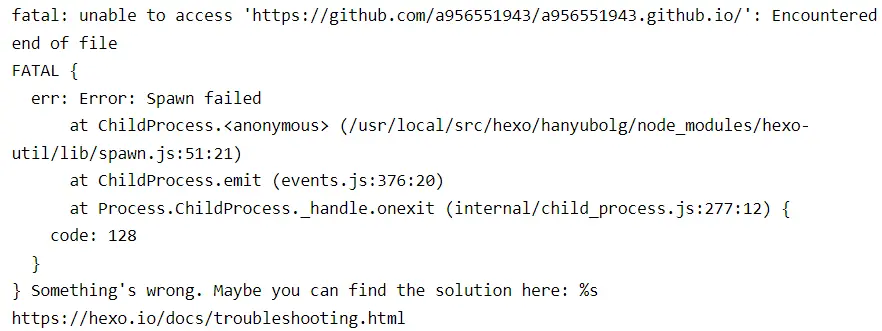 fatal: unable to access 'https://github.com/a956551943/a956551943.github.io/': Encountered
end of file
FATAL {
  err: Error: Spawn failed
      at ChildProcess.<anonymous> (/usr/local/src/hexo/hanyubolg/node_modules/hexo-
util/lib/spawn.js:51:21)
      at ChildProcess.emit (events.js:376:20)
      at Process.ChildProcess._handle.onexit (internal/child_process.js:277:12) {
    code: 128
  }
} Something's wrong. Maybe you can find the solution here: %s
https://hexo.io/docs/troubleshooting.html